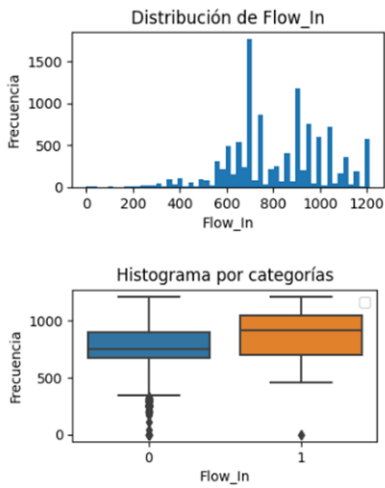 Distribución de Flow_In
Frecuencia
1500
1000
500
0
0 200 400 600 800 1000 1200
Flow_In
Histograma por categorías
Frecuencia
1000
500
0
0 1
Flow_In